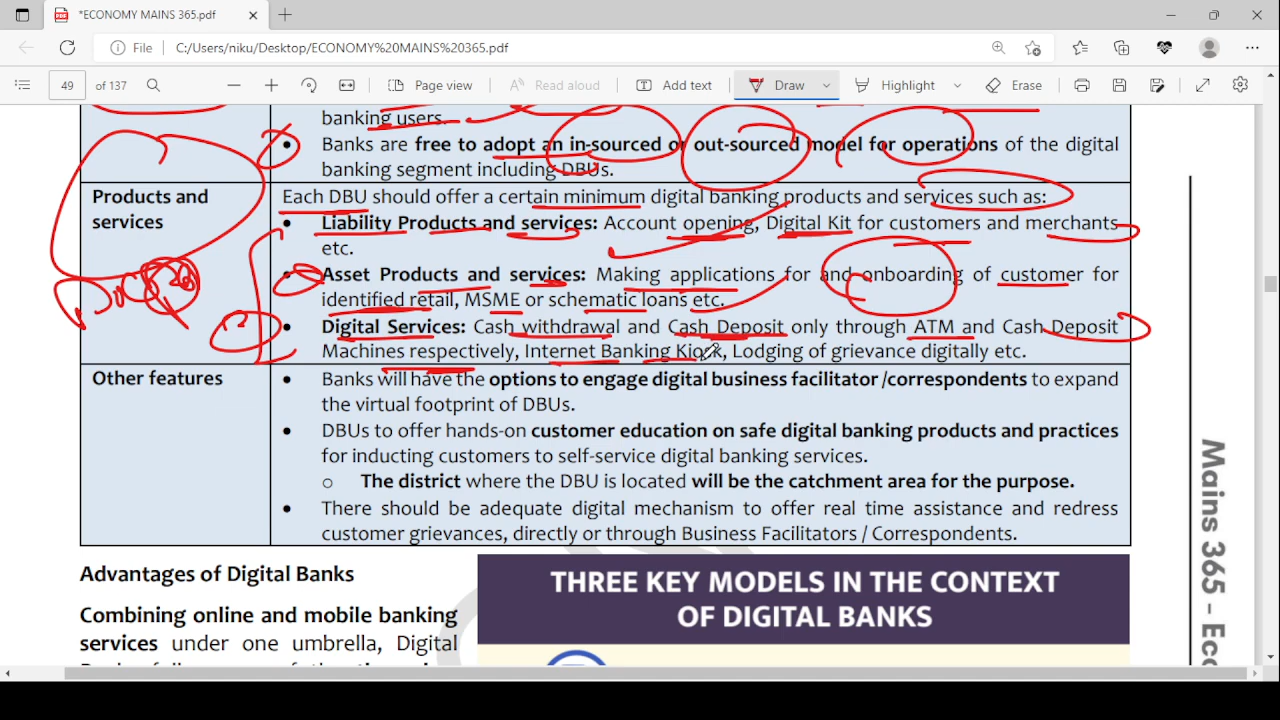 *ECONOMY MAINS 365.pdf
File
C:/Users/niku/Desktop/ECONOMY%20MAINS%20365.pdf
49 of 137
Page view
Read aloud
Add text
Draw
Highlight
Erase
banking users.
• Banks are free to adopt an in-sourced or out-sourced model for operations of the digital
banking segment including DBUs.
Products and
services
Each DBU should offer a certain minimum digital banking products and services such as:
• Liability Products and services: Account opening, Digital Kit for customers and merchants
etc.
• Asset Products and services: Making applications for and onboarding of customer for
identified retail, MSME or schematic loans etc.
• Digital Services: Cash withdrawal and Cash Deposit only through ATM and Cash Deposit
Machines respectively, Internet Banking Kiosk, Lodging of grievance digitally etc.
Other features
• Banks will have the options to engage digital business facilitator /correspondents to expand
the virtual footprint of DBUs.
• DBUs to offer hands-on customer education on safe digital banking products and practices
for inducting customers to self-service digital banking services.
o The district where the DBU is located will be the catchment area for the purpose.
• There should be adequate digital mechanism to offer real time assistance and redress
customer grievances, directly or through Business Facilitators / Correspondents.
Advantages of Digital Banks
Combining online and mobile banking
services under one umbrella, Digital
THREE KEY MODELS IN THE CONTEXT
OF DIGITAL BANKS
Mains 365 - Ec